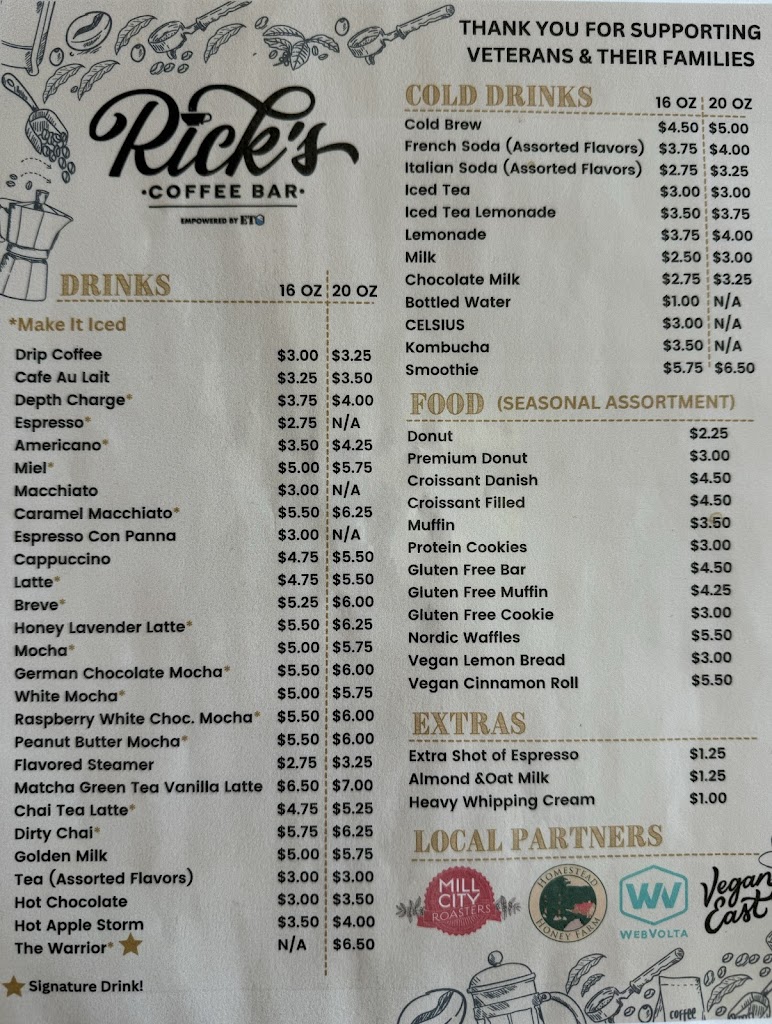 THANK YOU FOR SUPPORTING
VETERANS & THEIR FAMILIES
Rick's
•COFFEE BAR•
EMPOWERED BY ETO
DRINKS 16 OZ 20 OZ
*Make It Iced
Drip Coffee $3.00 $3.25
Cafe Au Lait $3.25 $3.50
Depth Charge* $3.75 $4.00
Espresso* $2.75 N/A
Americano* $3.50 $4.25
Miel* $5.00 $5.75
Macchiato $3.00 N/A
Caramel Macchiato* $5.50 $6.25
Espresso Con Panna $3.00 N/A
Cappuccino $4.75 $5.50
Latte* $4.75 $5.50
Breve* $5.25 $6.00
Honey Lavender Latte* $5.50 $6.25
Mocha* $5.00 $5.75
German Chocolate Mocha* $5.50 $6.00
White Mocha* $5.00 $5.75
Raspberry White Choc. Mocha* $5.50 $6.00
Peanut Butter Mocha* $5.50 $6.00
Flavored Steamer $2.75 $3.25
Matcha Green Tea Vanilla Latte $6.50 $7.00
Chai Tea Latte* $4.75 $5.25
Dirty Chai* $5.75 $6.25
Golden Milk $5.00 $5.75
Tea (Assorted Flavors) $3.00 $3.00
Hot Chocolate $3.00 $3.50
Hot Apple Storm $3.50 $4.00
The Warrior* N/A $6.50
Signature Drink!
COLD DRINKS 16 OZ 20 OZ
Cold Brew $4.50 $5.00
French Soda (Assorted Flavors) $3.75 $4.00
Italian Soda (Assorted Flavors) $2.75 $3.25
Iced Tea $3.00 $3.00
Iced Tea Lemonade $3.50 $3.75
Lemonade $3.75 $4.00
Milk $2.50 $3.00
Chocolate Milk $2.75 $3.25
Bottled Water $1.00 N/A
CELSIUS $3.00 N/A
Kombucha $3.50 N/A
Smoothie $5.75 $6.50
FOOD (SEASONAL ASSORTMENT)
Donut $2.25
Premium Donut $3.00
Croissant Danish $4.50
Croissant Filled $4.50
Muffin $3.50
Protein Cookies $3.00
Gluten Free Bar $4.50
Gluten Free Muffin $4.25
Gluten Free Cookie $3.00
Nordic Waffles $5.50
Vegan Lemon Bread $3.00
Vegan Cinnamon Roll $5.50
EXTRAS
Extra Shot of Espresso $1.25
Almond &Oat Milk $1.25
Heavy Whipping Cream $1.00
LOCAL PARTNERS
MILL
CITY
ROASTERS
HOMESTEAD
HONEY FARM
WV
WEBVOLTA
Vegan
East
coffee